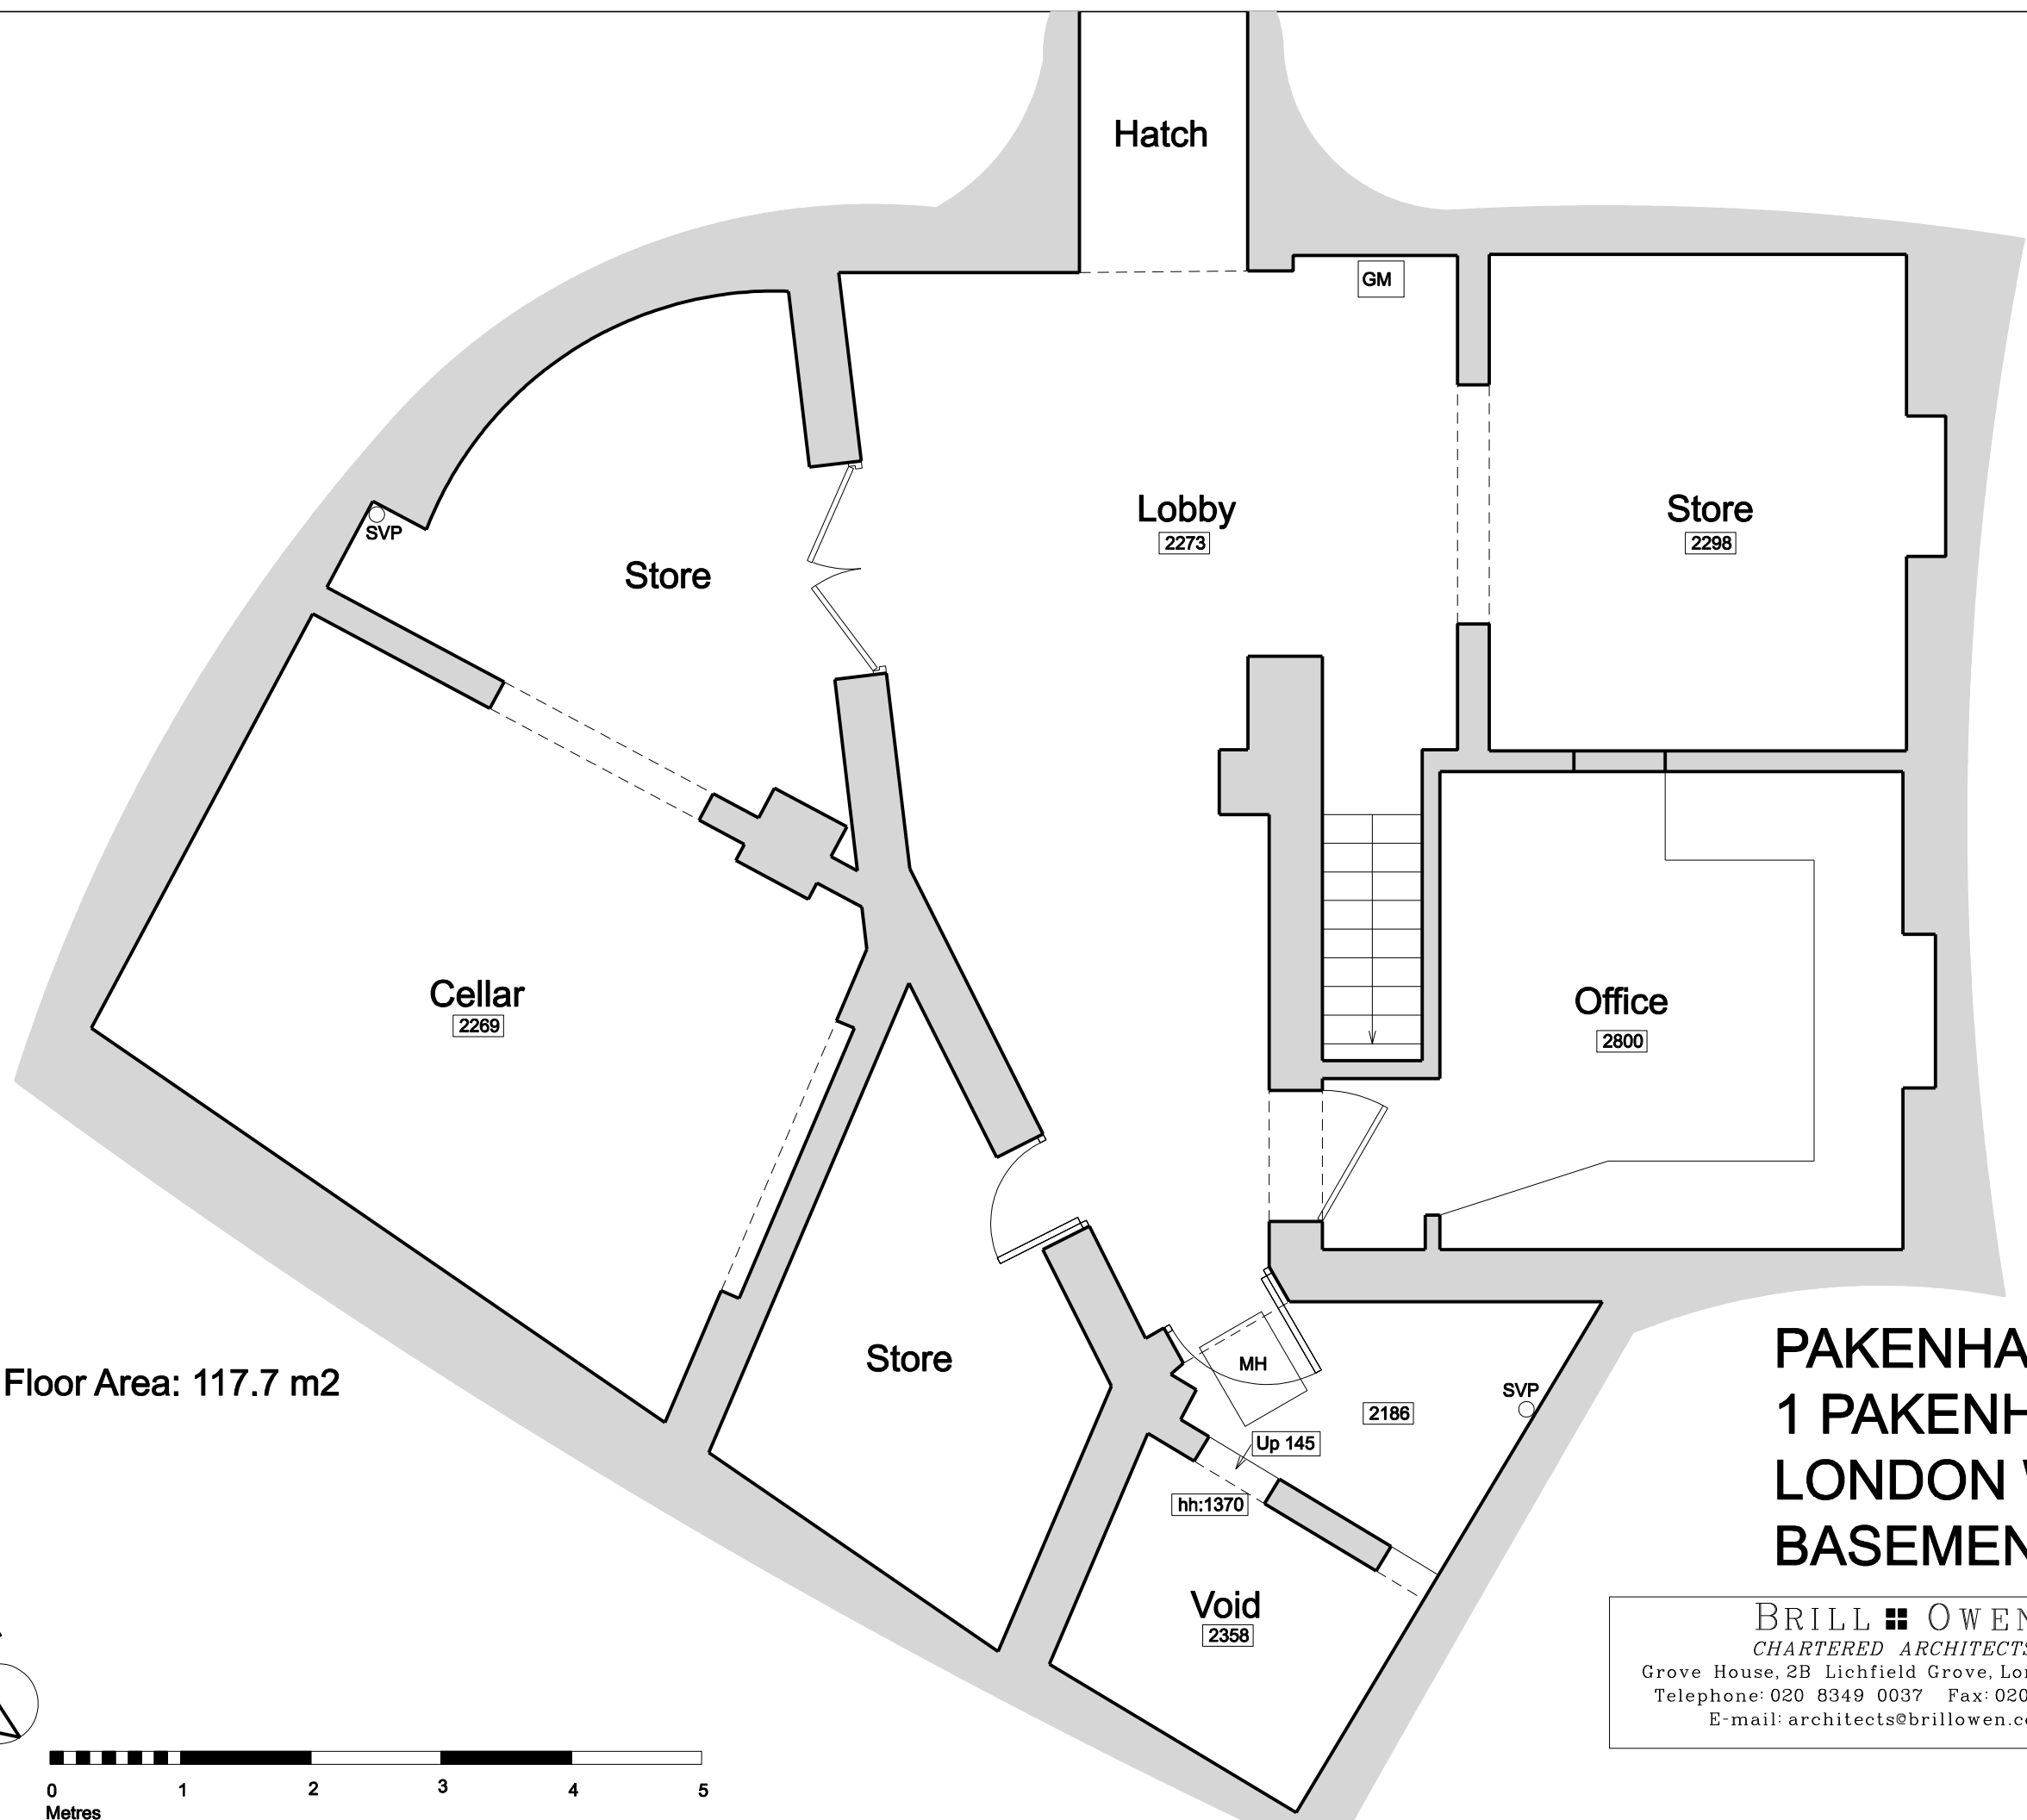 Hatch
GM
Lobby
2273
Store
2298
SVP
Store
Cellar
2269
Office
2800
Store
MH
SVP
2186
Up 145
hh:1370
Void
2358
Floor Area: 117.7 m2
PAKENHA
1 PAKENH
LONDON
BASEMEN
BRILL OWEN
CHARTERED ARCHITECTS
Grove House, 2B Lichfield Grove, Lon
Telephone: 020 8349 0037 Fax: 020
E-mail: architects@brillowen.c
0 1 2 3 4 5
Metres